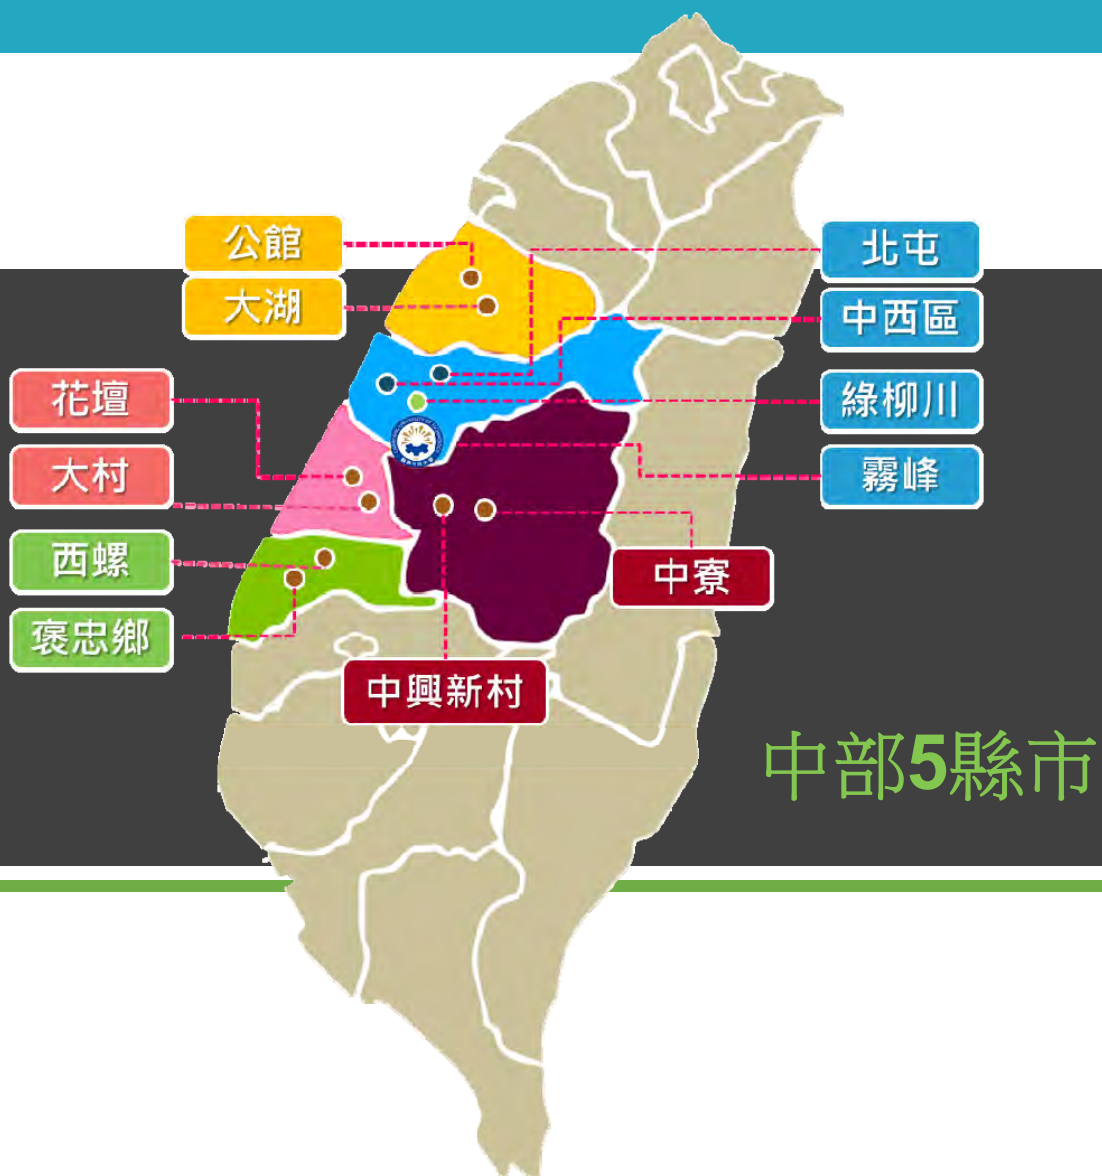 公館
大湖
北屯
中西區
花壇
綠柳川
大村
霧峰
西螺
中寮
褒忠鄉
中興新村
中部5縣市